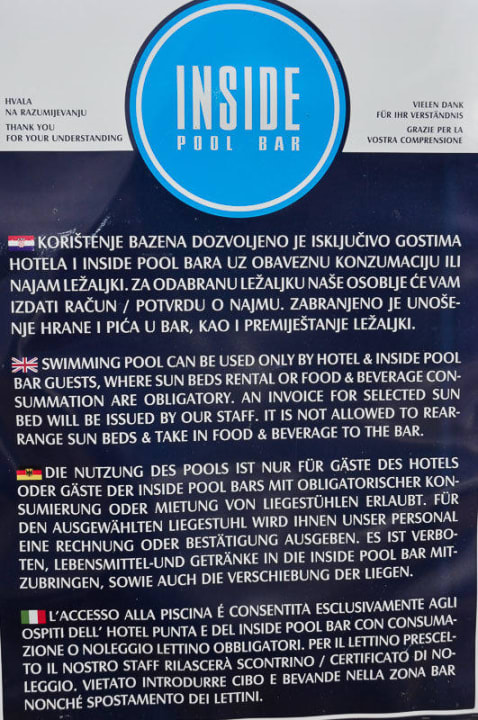 HVALA
NA RAZUMIJEVANJU
THANK YOU
FOR YOUR UNDERSTANDING
INSIDE
POOL BAR
VIELEN DANK
FÜR IHR VERSTÄDNIS
GRAZIE PER LA
VOSTRA COMPRENSIONE
KORIŠTENJE BAZENA DOZVOLJENO JE ISKLJUČIVO GOSTIMA
HOTELA I INSIDE POOL BARA UZ OBAVEZNU KONZUMACIJU ILI
NAJAM LEŽALJKI. ZA ODABRANU LEŽALJKU NAŠE OSOBLJE ĆE VAM
IZDATI RAČUN / POTVRDU O NAJMU. ZABRANJENO JE UNOŠE-
NJE HRANE I PIĆA U BAR, KAO I PREMIJEŠTANJE LEŽALJKI.
SWIMMING POOL CAN BE USED ONLY BY HOTEL & INSIDE POOL
BAR GUESTS, WHERE SUN BEDS RENTAL OR FOOD & BEVERAGE CON-
SUMMATION ARE OBLIGATORY. AN INVOICE FOR SELECTED SUN
BED WILL BE ISSUED BY OUR STAFF. IT IS NOT ALLOWED TO REAR-
RANGE SUN BEDS & TAKE IN FOOD & BEVERAGE TO THE BAR.
DIE NUTZUNG DES POOLS IST NUR FÜR GÄSTE DES HOTELS
ODER GÄSTE DER INSIDE POOL BARS MIT OBLIGATORISCHER KON-
SUMIERUNG ODER MIETUNG VON LIEGESTÜHLEN ERLAUBT. FÜR
DEN AUSGEWÄHLTEN LIEGESTUHL WIRD IHNEN UNSER PERSONAL
EINE RECHNUNG ODER BESTÄTIGUNG AUSGEBEN. ES IST VERBO-
TEN, LEBENSMITTEL-UND GETRÄNKE IN DIE INSIDE POOL BAR MIT-
ZUBRINGEN, SOWIE AUCH DIE VERSCHIEBUNG DER LIEGEN.
L'ACCESSO ALLA PISCINA É CONSENTITA ESCLUSIVAMENTE AGLI
OSPITI DELL' HOTEL PUNTA E DEL INSIDE POOL BAR CON CONSUMA-
ZIONE O NOLEGGIO LETTINO OBBLIGATORI. PER IL LETTINO PRESCEL-
TO IL NOSTRO STAFF RILASCERÀ SCONTRINO / CERTIFICATO DI NO-
LEGGIO. VIETATO INTRODURRE CIBO E BEVANDE NELLA ZONA BAR
NONCHÉ SPOSTAMENTO DEI LETTINI.